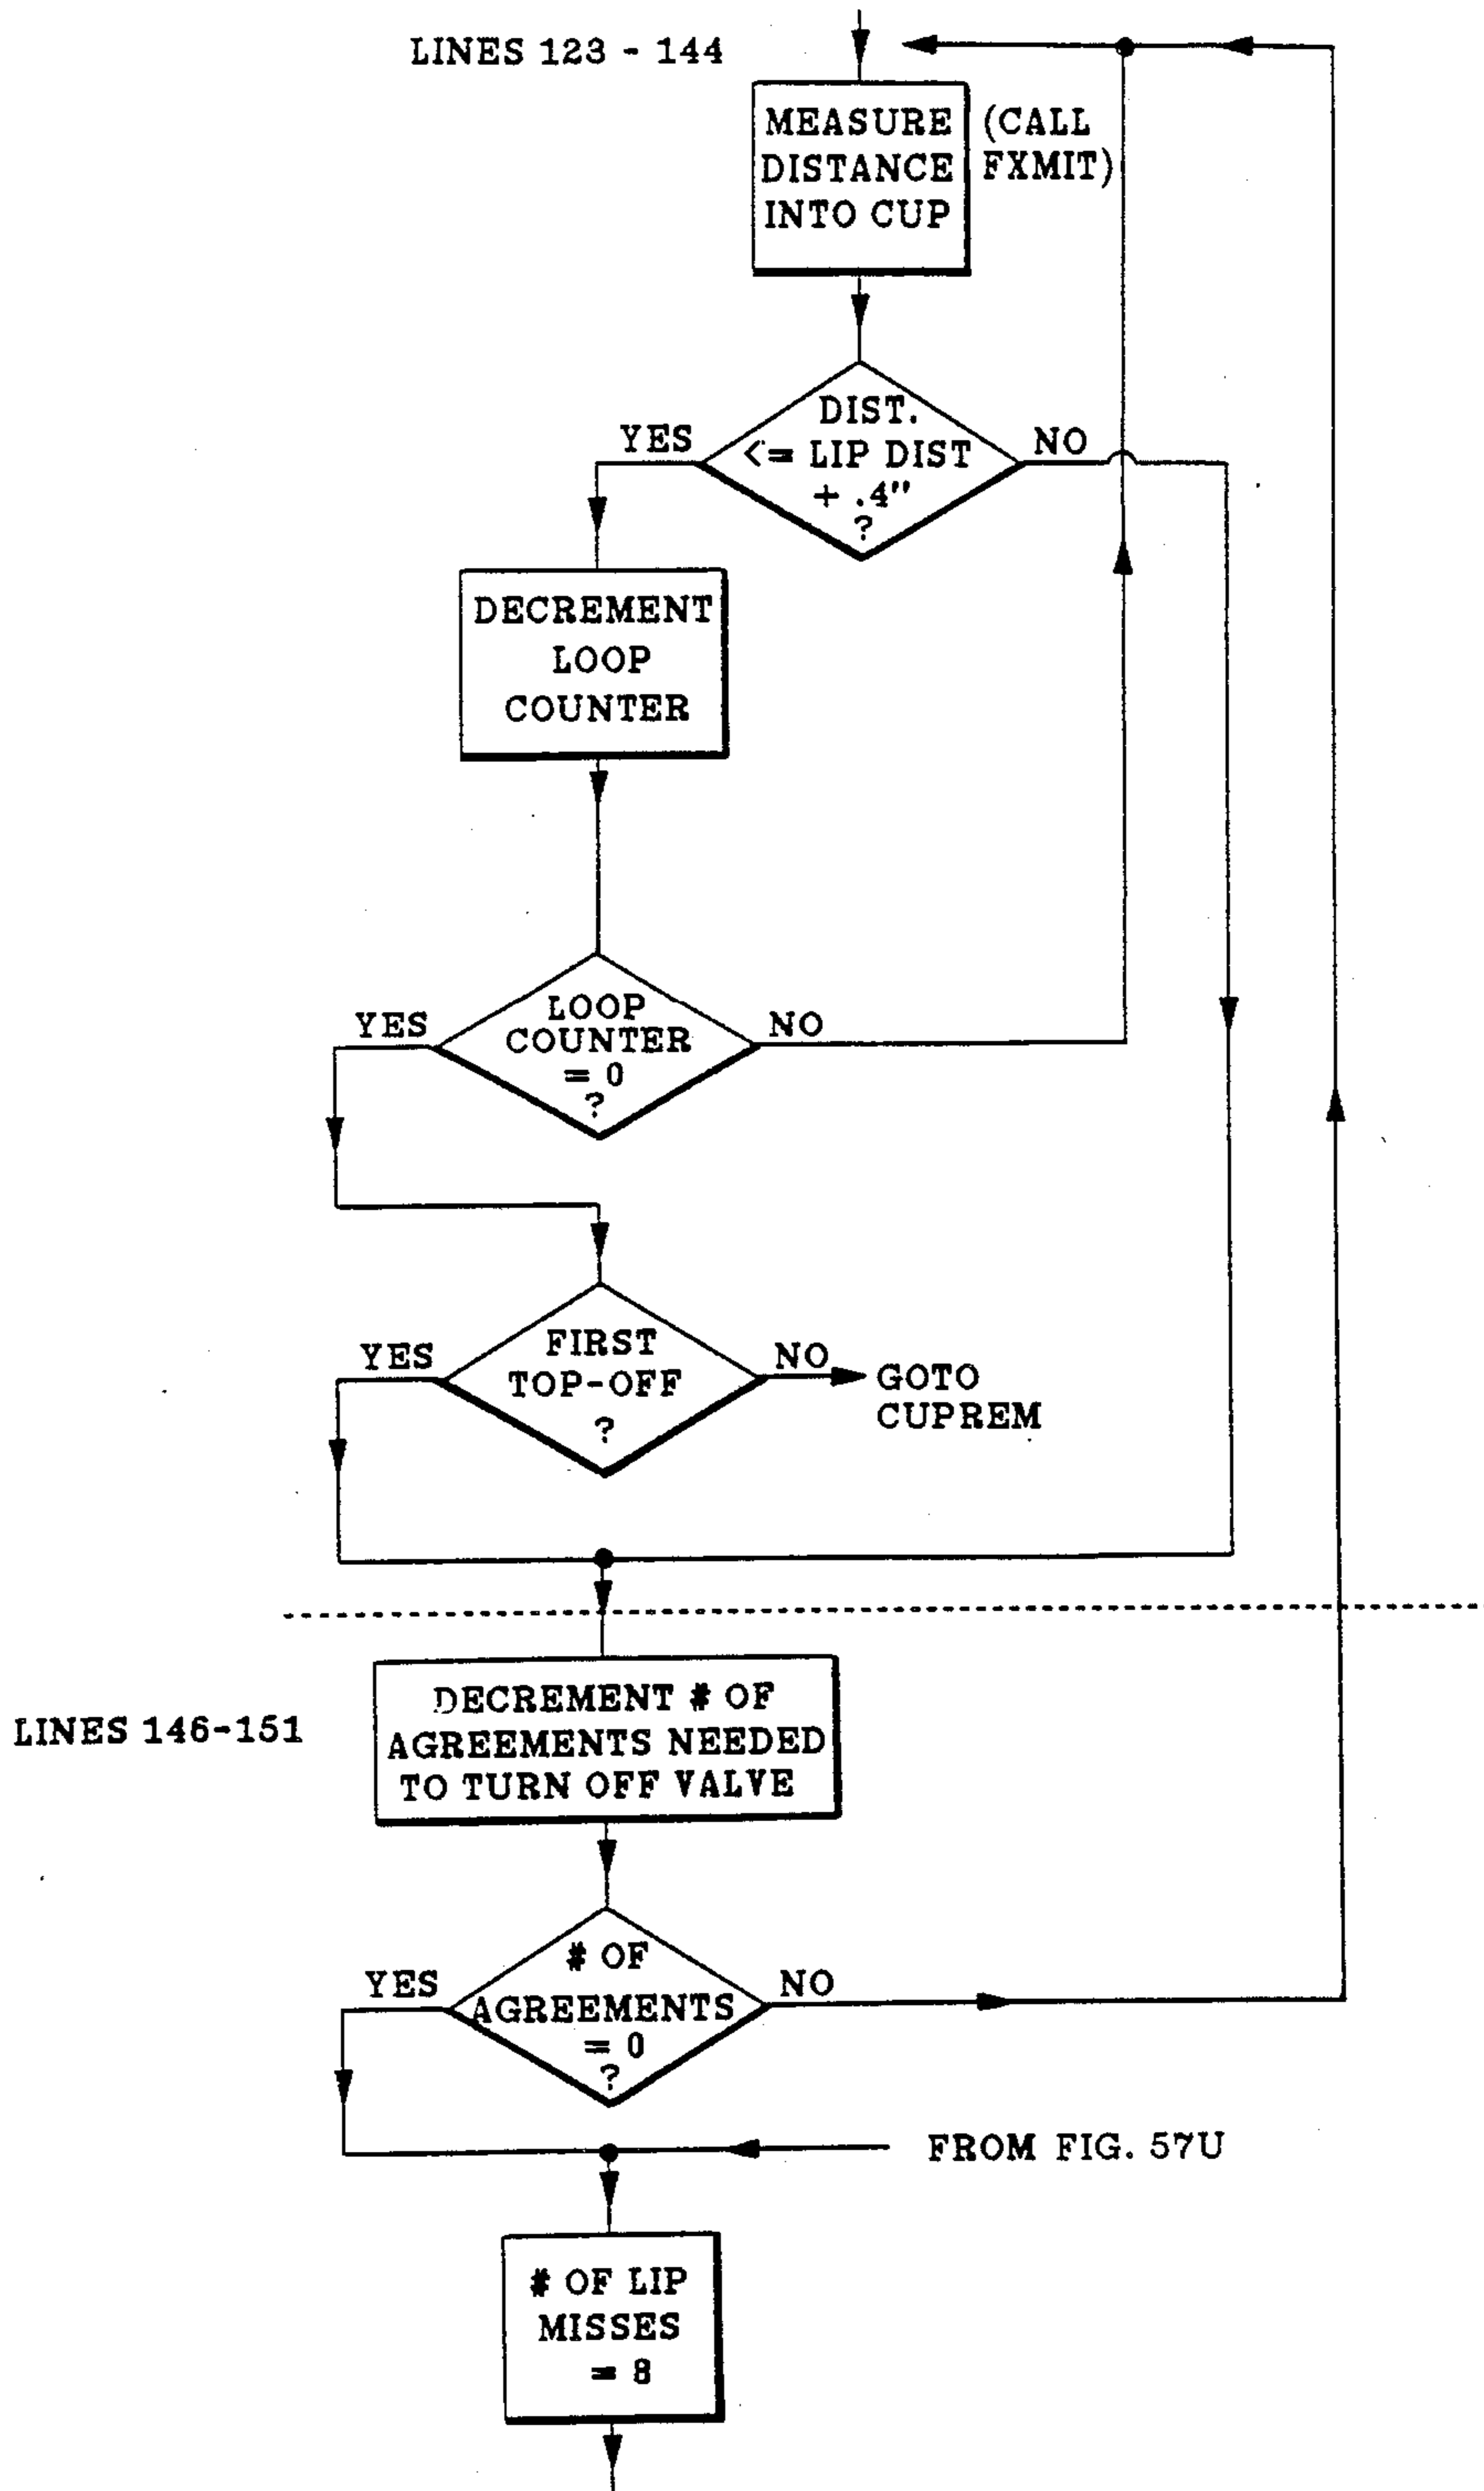 LINES 123 - 144
MEASURE
DISTANCE
INTO CUP
(CALL
FXMIT)
DIST.
<= LIP DIST
+ .4"
?
YES
NO
DECREMENT
LOOP
COUNTER
LOOP
COUNTER
= 0
?
YES
NO
FIRST
TOP-OFF
?
YES
NO
GOTO
CUPREM
LINES 146-151
DECREMENT # OF
AGREEMENTS NEEDED
TO TURN OFF VALVE
# OF
AGREEMENTS
= 0
?
YES
NO
FROM FIG. 57U
# OF LIP
MISSES
= 8